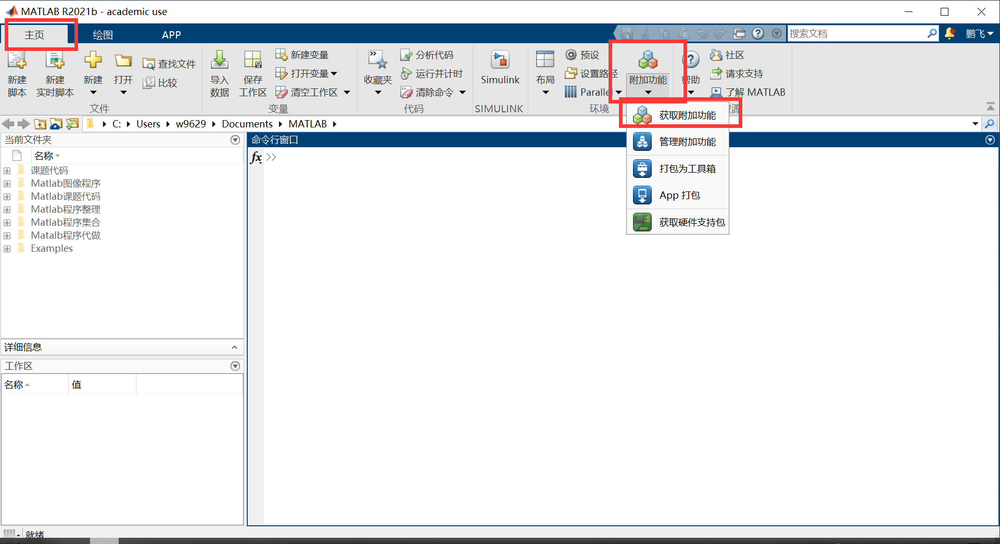 MATLAB R2021b - academic use
主页
绘图
APP
搜索文档
鹏飞
新建
脚本
新建
实时脚本
新建
打开
查找文件
比较
文件
导入
数据
保存
工作区
新建变量
打开变量
清空工作区
变量
收藏夹
分析代码
运行并计时
清除命令
代码
Simulink
SIMULINK
布局
预设
设置路径
Parallel
环境
附加功能
帮助
社区
请求支持
了解 MATLAB
资源
获取附加功能
管理附加功能
打包为工具箱
App 打包
获取硬件支持包
C: Users w9629 Documents MATLAB
当前文件夹
名称
课题代码
Matlab图像程序
Matlab课题代码
Matlab程序整理
Matlab程序集合
Matalb程序代做
Examples
详细信息
工作区
名称 值
命令行窗口
fx >>
就绪